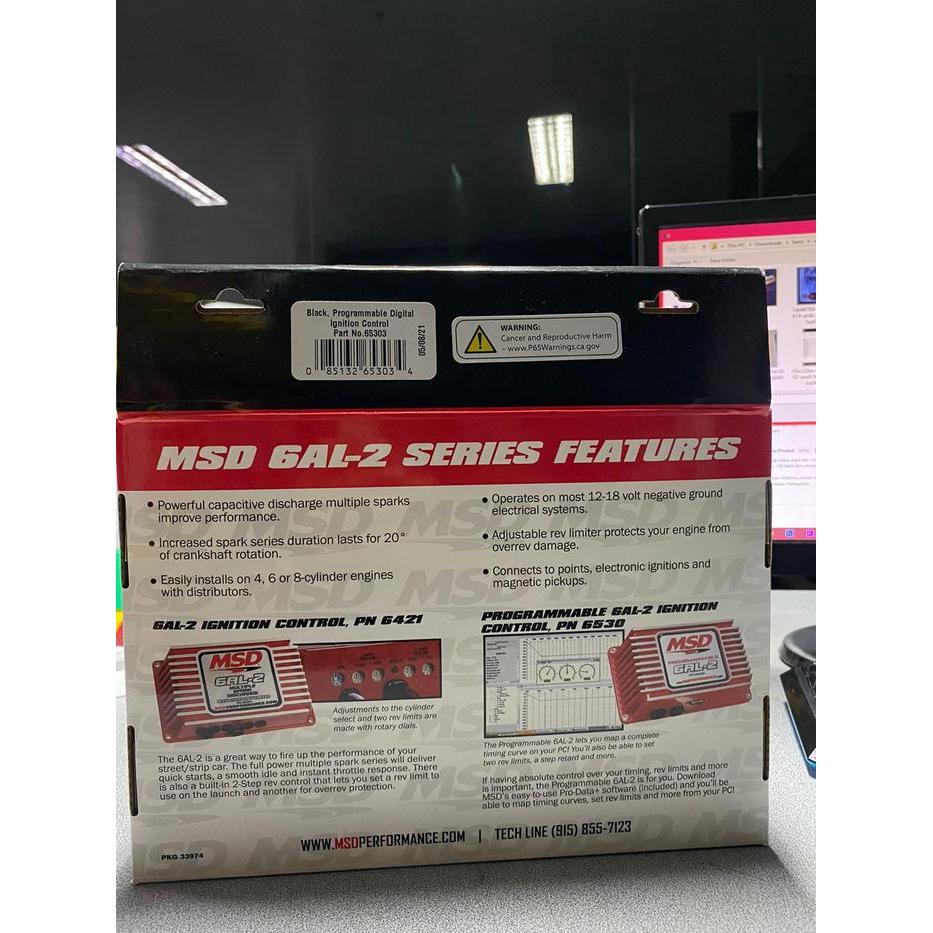 Black, Programmable Digital
Ignition Control
Part No.65303
05/08/21
0 85132 65303 4
WARNING:
Cancer and Reproductive Harm
– www.P65Warnings.ca.gov
This PC
Downloads
Organize
New folder
MSD 6AL-2 SERIES FEATURES
• Powerful capacitive discharge multiple sparks
improve performance.
• Increased spark series duration lasts for 20°
of crankshaft rotation.
• Easily installs on 4, 6 or 8-cylinder engines
with distributors.
• Operates on most 12-18 volt negative ground
electrical systems.
• Adjustable rev limiter protects your engine from
overrev damage.
• Connects to points, electronic ignitions and
magnetic pickups.
6AL-2 IGNITION CONTROL, PN 6421
MSD
6AL-2
MULTIPLE
SPARK
DISCHARGE
Adjustments to the cylinder
select and two rev limits are
made with rotary dials.
The 6AL-2 is a great way to fire up the performance of your
street/strip car. The full power multiple spark series will deliver
quick starts, a smooth idle and instant throttle response. There
is also a built-in 2-Step rev control that lets you set a rev limit to
use on the launch and another for overrev protection.
PROGRAMMABLE 6AL-2 IGNITION
CONTROL, PN 6530
MSD
PROGRAMMABLE
6AL-2
The Programmable 6AL-2 lets you map a complete
timing curve on your PC! You'll also be able to set
two rev limits, a step retard and more.
If having absolute control over your timing, rev limits and more
is important, the Programmable 6AL-2 is for you. Download
MSD's easy-to-use Pro-Data+ software (included) and you'll be
able to map timing curves, set rev limits and more from your PC!
WWW.MSDPERFORMANCE.COM | TECH LINE (915) 855-7123
PKG 33974